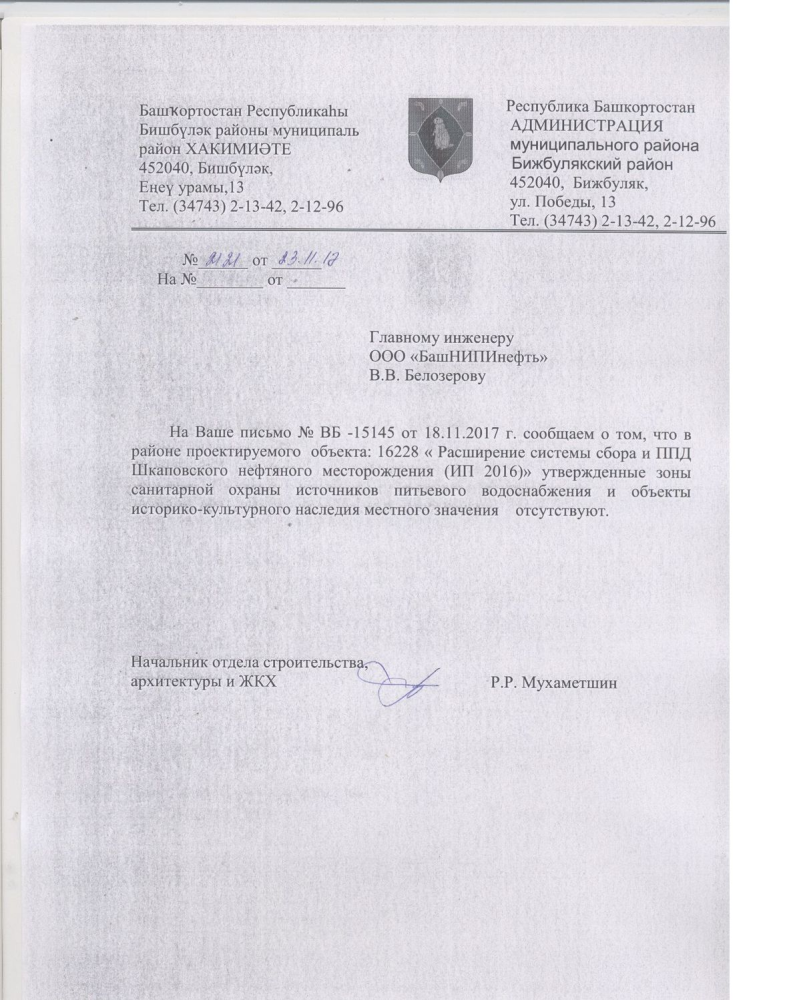 Башҡортостан Республикаһы
Бишбүләк районы муниципаль
район ХАКИМИӘТЕ
452040, Бишбүләк,
Енеү урамы,13
Тел. (34743) 2-13-42, 2-12-96
Республика Башкортостан
АДМИНИСТРАЦИЯ
муниципального района
Бижбулякский район
452040, Бижбуляк,
ул. Победы, 13
Тел. (34743) 2-13-42, 2-12-96
№ 2121 от 23.11.17
На №________ от _______
Главному инженеру
ООО «БашНИПИнефть»
В.В. Белозерову
На Ваше письмо № ВБ -15145 от 18.11.2017 г. сообщаем о том, что в
районе проектируемого объекта: 16228 « Расширение системы сбора и ППД
Шкаповского нефтяного месторождения (ИП 2016)» утвержденные зоны
санитарной охраны источников питьевого водоснабжения и объекты
историко-культурного наследия местного значения отсутствуют.
Начальник отдела строительства,
архитектуры и ЖКХ
Р.Р. Мухаметшин